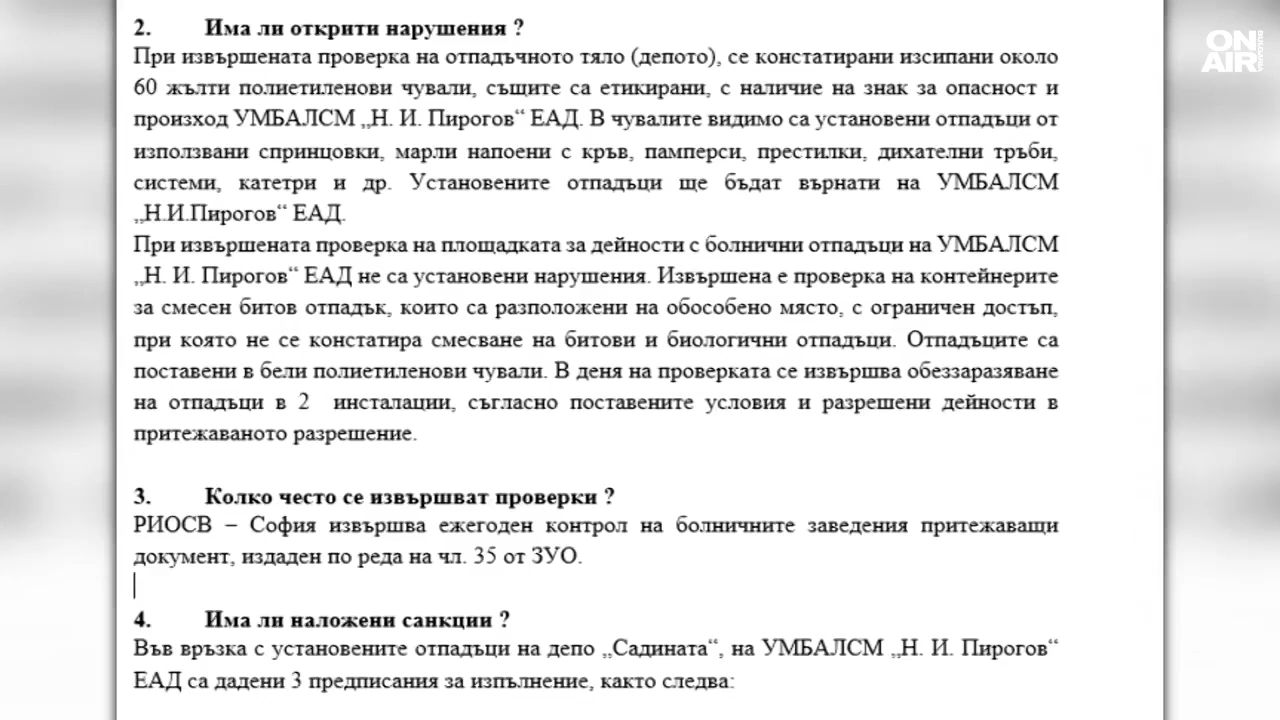 2. Има ли открити нарушения ?
При извършената проверка на отпадъчното тяло (депото), се констатирани изсипани около
60 жълти полиетиленови чували, същите са етикирани, с наличие на знак за опасност и
произход УМБАЛСМ „Н. И. Пирогов“ ЕАД. В чувалите видимо са установени отпадъци от
използвани спринцовки, марли напоени с кръв, памперси, престилки, дихателни тръби,
системи, катетри и др. Установените отпадъци ще бъдат върнати на УМБАЛСМ
„Н.И.Пирогов“ ЕАД.
При извършената проверка на площадката за дейности с болнични отпадъци на УМБАЛСМ
„Н. И. Пирогов“ ЕАД не са установени нарушения. Извършена е проверка на контейнерите
за смесен битов отпадък, които са разположени на обособено място, с ограничен достъп,
при която не се констатира смесване на битови и биологични отпадъци. Отпадъците са
поставени в бели полиетиленови чували. В деня на проверката се извършва обеззаразяване
на отпадъци в 2 инсталации, съгласно поставените условия и разрешени дейности в
притежаваното разрешение.
3. Колко често се извършват проверки ?
РИОСВ – София извършва ежегоден контрол на болничните заведения притежаващи
документ, издаден по реда на чл. 35 от ЗУО.
4. Има ли наложени санкции ?
Във връзка с установените отпадъци на депо „Садината“, на УМБАЛСМ „Н. И. Пирогов“
ЕАД са дадени 3 предписания за изпълнение, както следва:
ON
AIR
BULGARIA